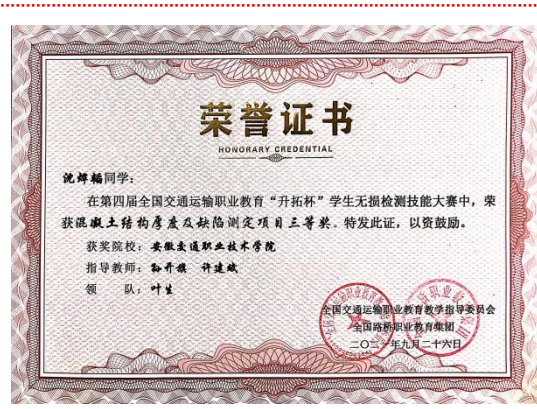 荣誉证书
HONORARY CREDENTIAL
同学:
在第四届全国交通运输职业教育“升拓杯”学生无损检测技能大赛中,荣
获混凝土结构厚度及缺陷测定项目三等奖。特发此证,以资鼓励。
获奖院校:安徽交通职业技术学院
指导教师:孙开旗 许建斌
领 队:叶生
全国交通运输职业教育教学指导委员会
全国路桥职业教育集团
二〇二一年九月二十六日